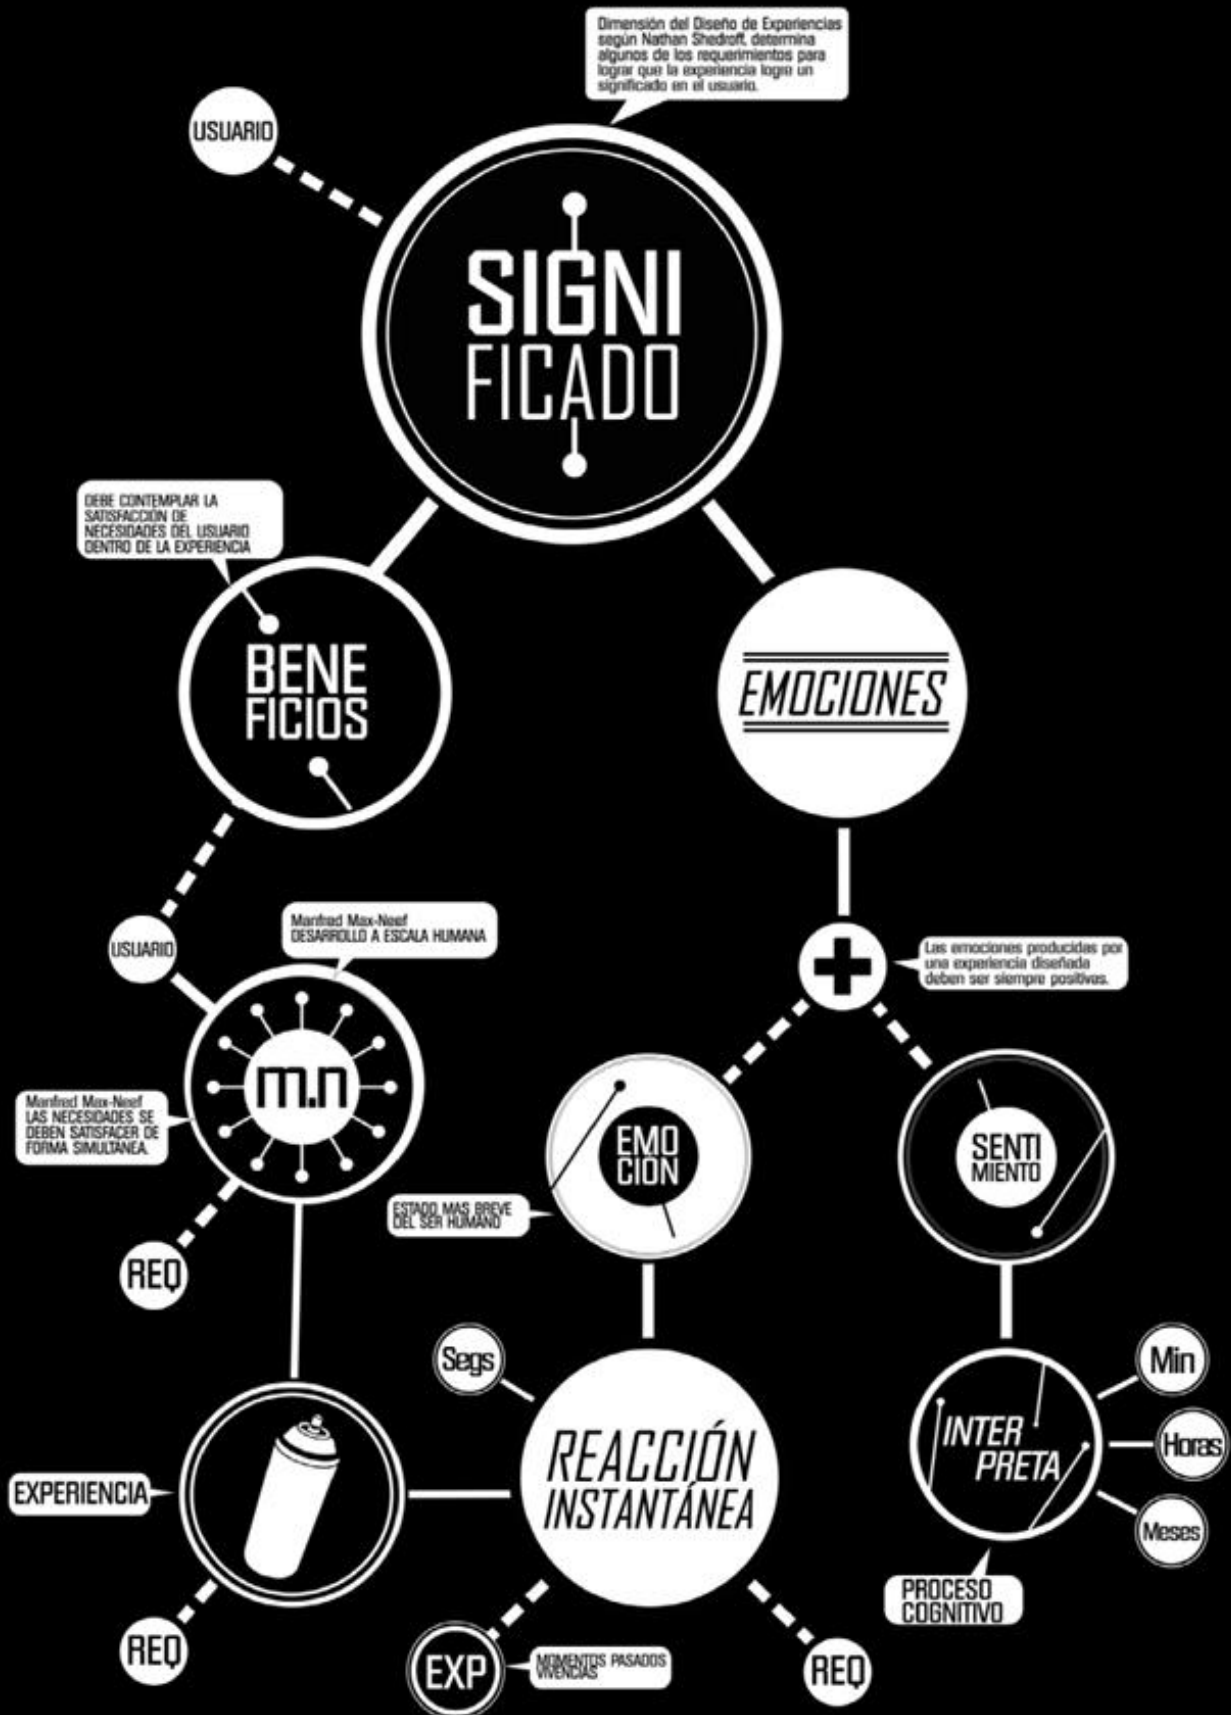 Dimensión del Diseño de Experiencias
según Nathan Shedroff, determina
algunos de los requerimientos para
lograr que la experiencia logre un
significado en el usuario.
USUARIO
SIGNI
FICADO
DEBE CONTEMPLAR LA
SATISFACCIÓN DE
NECESIDADES DEL USUARIO
DENTRO DE LA EXPERIENCIA
BENE
FICIOS
EMOCIONES
USUARIO
Manfred Max-Neef
DESARROLLO A ESCALA HUMANA
+
Las emociones producidas por
una experiencia diseñada
deben ser siempre positivas.
m.n
Manfred Max-Neef
LAS NECESIDADES SE
DEBEN SATISFACER DE
FORMA SIMULTANEA.
EMO
CIÓN
SENTI
MIENTO
ESTADO MAS BREVE
DEL SER HUMANO
REQ
Segs
Min
REACCIÓN
INSTANTÁNEA
INTER
PRETA
Horas
EXPERIENCIA
Meses
PROCESO
COGNITIVO
REQ
EXP
MOMENTOS PASADOS
VIVENCIAS
REQ